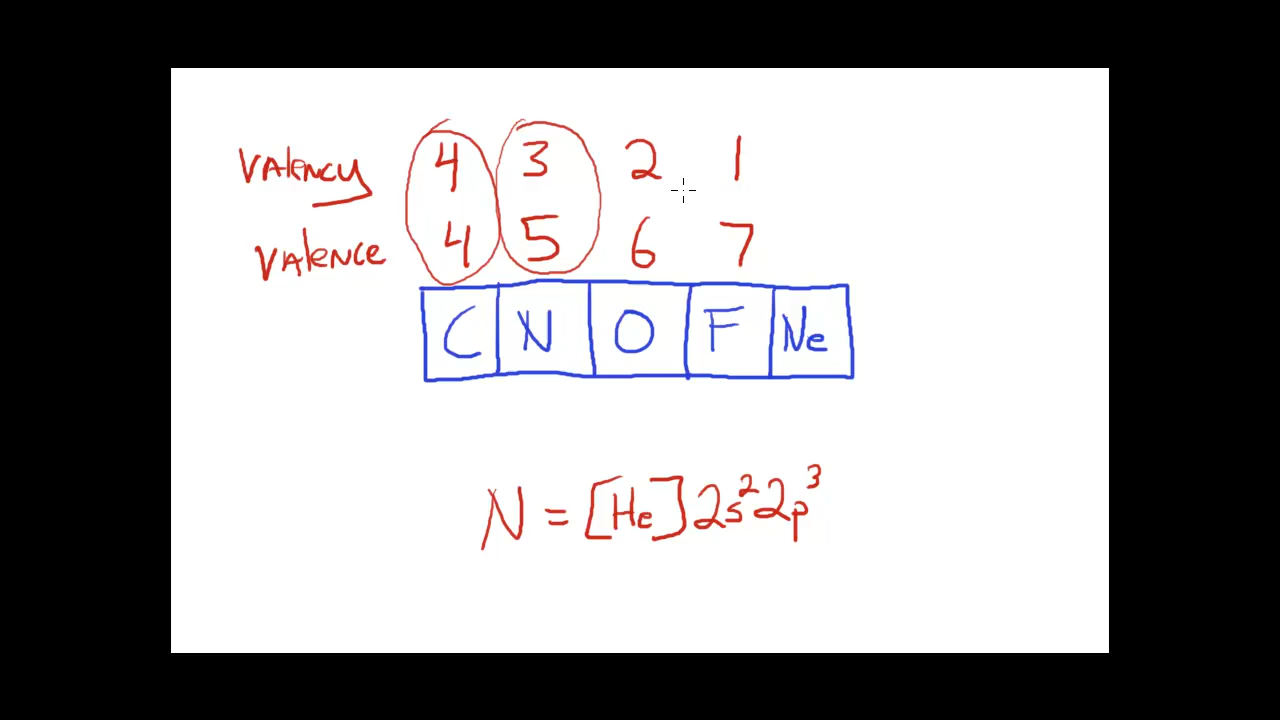 Valency 4 3 2 1
Valence 4 5 6 7
C N O F Ne
N = [He] 2s² 2p³